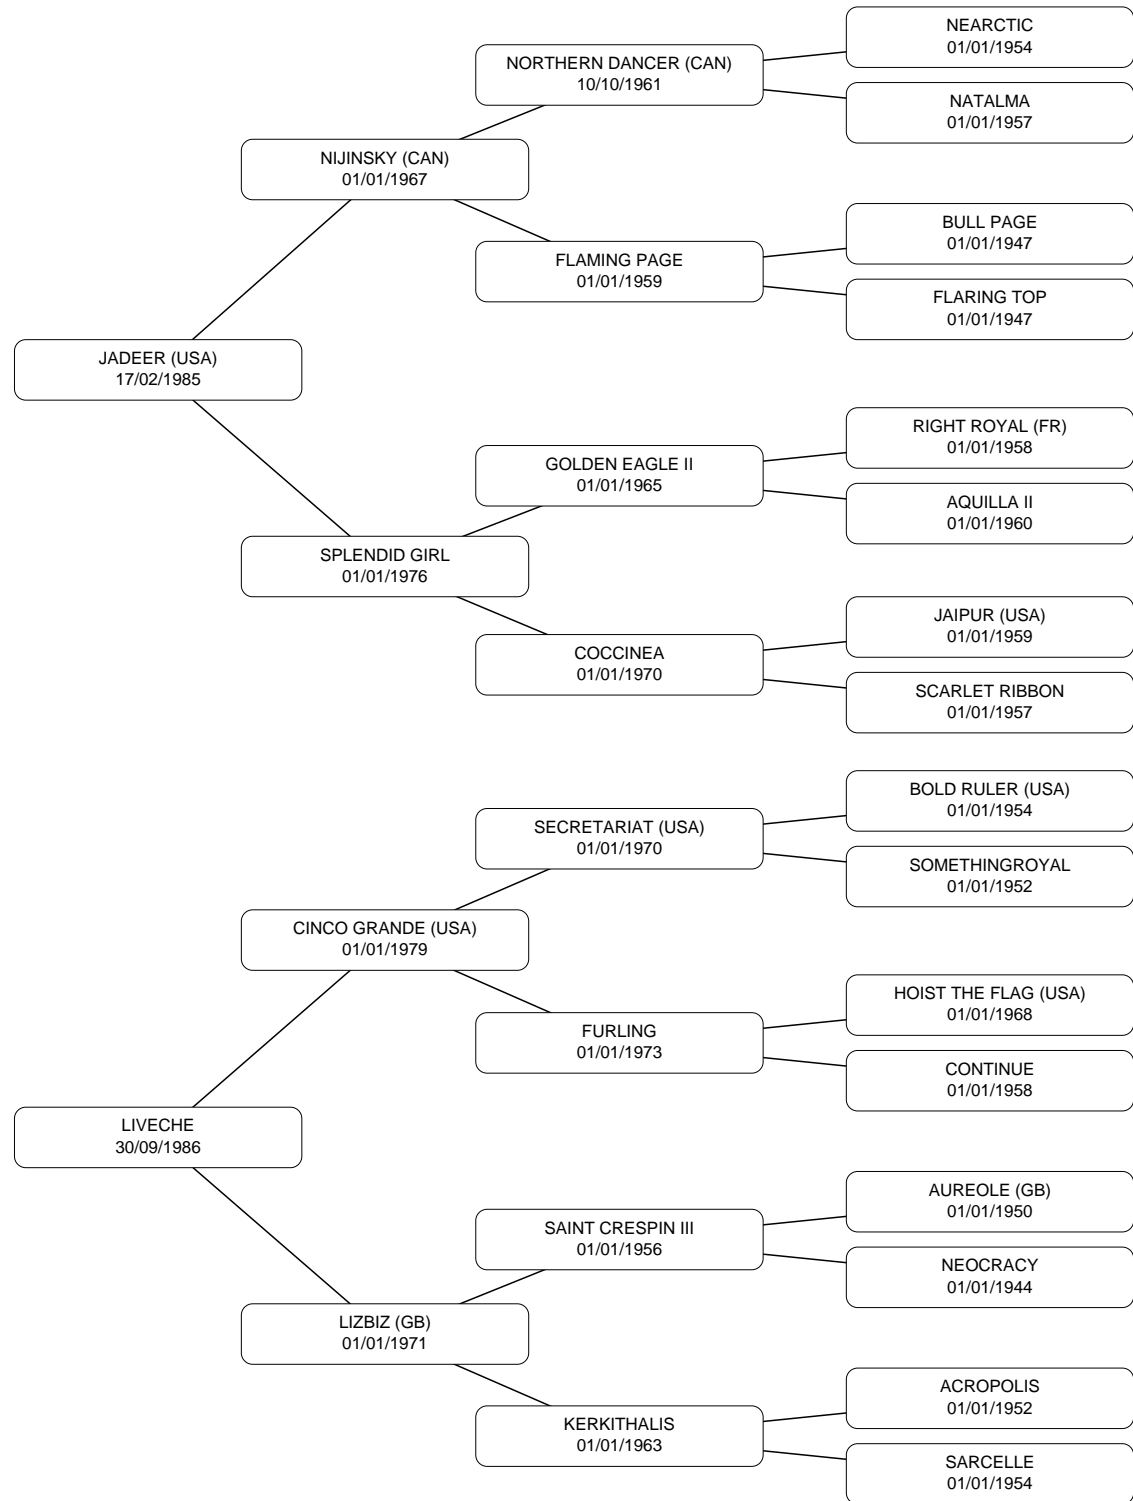 NEARCTIC
01/01/1954
NORTHERN DANCER (CAN)
10/10/1961
NATALMA
01/01/1957
NIJINSKY (CAN)
01/01/1967
BULL PAGE
01/01/1947
FLAMING PAGE
01/01/1959
FLARING TOP
01/01/1947
JADEER (USA)
17/02/1985
RIGHT ROYAL (FR)
01/01/1958
GOLDEN EAGLE II
01/01/1965
AQUILLA II
01/01/1960
SPLENDID GIRL
01/01/1976
JAIPUR (USA)
01/01/1959
COCCINEA
01/01/1970
SCARLET RIBBON
01/01/1957
BOLD RULER (USA)
01/01/1954
SECRETARIAT (USA)
01/01/1970
SOMETHINGROYAL
01/01/1952
CINCO GRANDE (USA)
01/01/1979
HOIST THE FLAG (USA)
01/01/1968
FURLING
01/01/1973
CONTINUE
01/01/1958
LIVECHE
30/09/1986
AUREOLE (GB)
01/01/1950
SAINT CRESPIN III
01/01/1956
NEOCRACY
01/01/1944
LIZBIZ (GB)
01/01/1971
ACROPOLIS
01/01/1952
KERKITHALIS
01/01/1963
SARCELLE
01/01/1954